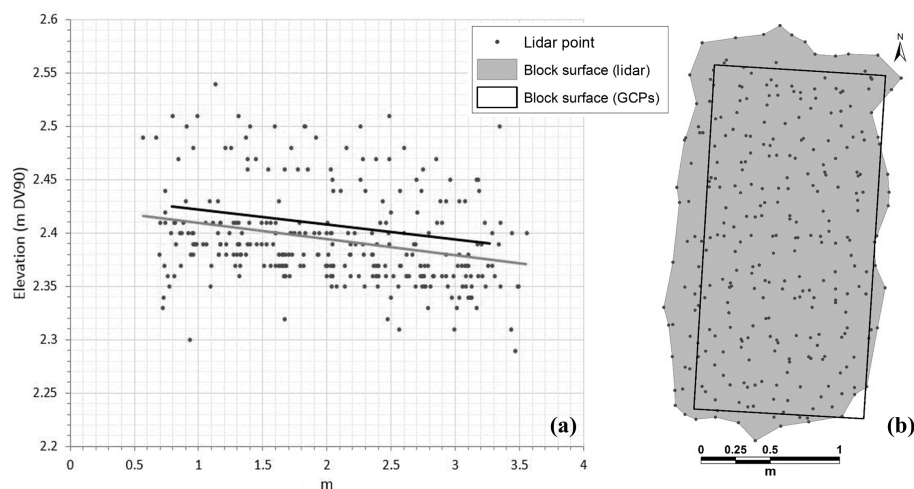 2.6
2.55
2.5
2.45
2.4
2.35
2.3
2.25
2.2
Elevation (m DV90)
0 0.5 1 1.5 2 2.5 3 3.5 4
m
(a)
Lidar point
Block surface (lidar)
Block surface (GCPs)
N
(b)
0 0.25 0.5 1
m